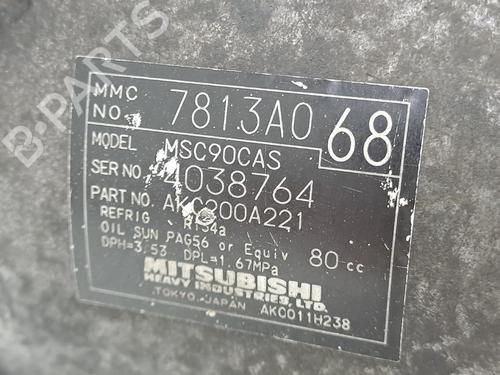 MMC NO. 7813A0 68
MODEL MSC90CAS
SER NO. 4038764
PART NO. AKC200A221
REFRIG R134a
OIL SUN PAG56 or Equiv 80 cc
DPH=3.53 DPL=1.67MPa
MITSUBISHI
HEAVY INDUSTRIES, LTD.
TOKYO, JAPAN AKC011H238
B-PARTS